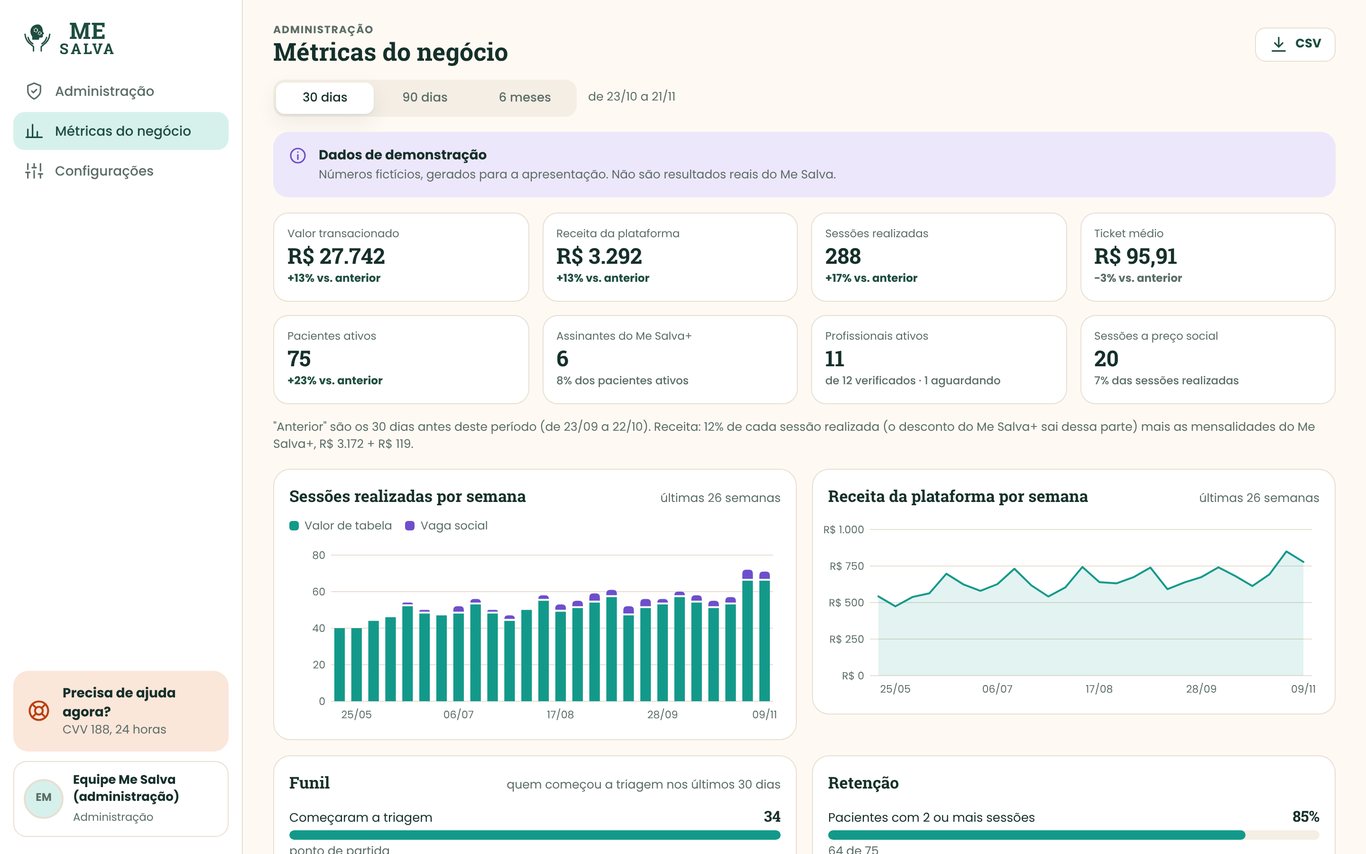 ME
SALVA
Administração
Métricas do negócio
Configurações
Precisa de ajuda
agora?
CVV 188, 24 horas
EM
Equipe Me Salva
(administração)
Administração
ADMINISTRAÇÃO
Métricas do negócio
CSV
30 dias
90 dias
6 meses
de 23/10 a 21/11
Dados de demonstração
Números fictícios, gerados para a apresentação. Não são resultados reais do Me Salva.
Valor transacionado
R$ 27.742
+13% vs. anterior
Receita da plataforma
R$ 3.292
+13% vs. anterior
Sessões realizadas
288
+17% vs. anterior
Ticket médio
R$ 95,91
-3% vs. anterior
Pacientes ativos
75
+23% vs. anterior
Assinantes do Me Salva+
6
8% dos pacientes ativos
Profissionais ativos
11
de 12 verificados · 1 aguardando
Sessões a preço social
20
7% das sessões realizadas
"Anterior" são os 30 dias antes deste período (de 23/09 a 22/10). Receita: 12% de cada sessão realizada (o desconto do Me Salva+ sai dessa parte) mais as mensalidades do Me
Salva+, R$ 3.172 + R$ 119.
Sessões realizadas por semana
últimas 26 semanas
Valor de tabela
Vaga social
80
60
40
20
0
25/05
06/07
17/08
28/09
09/11
Receita da plataforma por semana
últimas 26 semanas
R$ 1.000
R$ 750
R$ 500
R$ 250
R$ 0
25/05
06/07
17/08
28/09
09/11
Funil
quem começou a triagem nos últimos 30 dias
Começaram a triagem
34
ponto de partida
Retenção
Pacientes com 2 ou mais sessões
85%
64 de 75